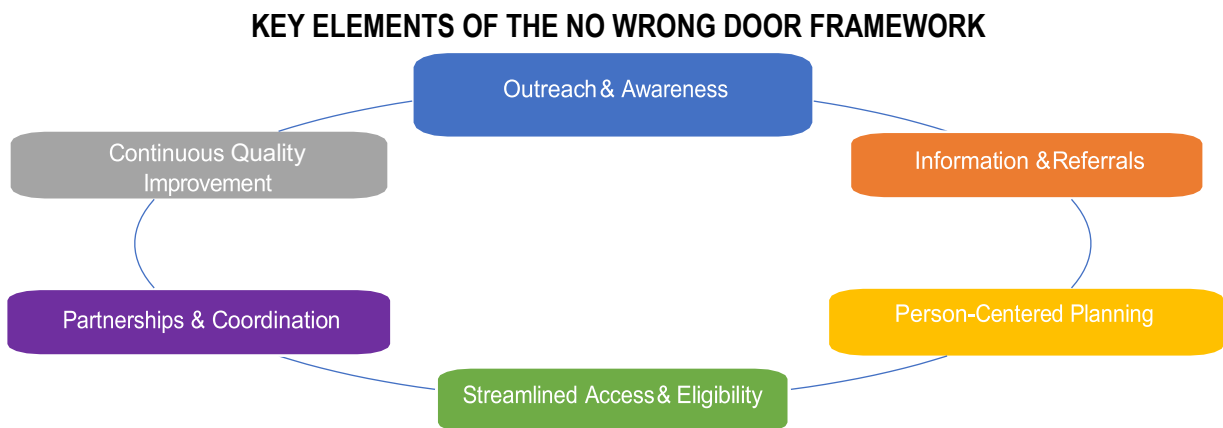 KEY ELEMENTS OF THE NO WRONG DOOR FRAMEWORK
Outreach & Awareness
Information & Referrals
Person-Centered Planning
Streamlined Access & Eligibility
Partnerships & Coordination
Continuous Quality
Improvement